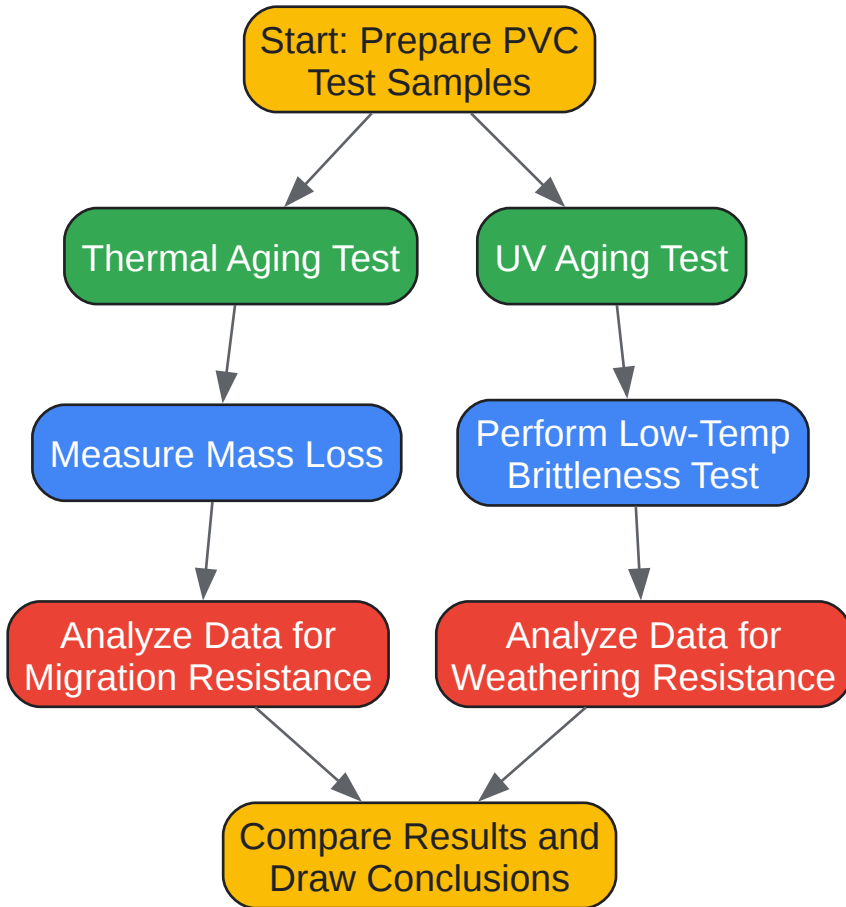 Start: Prepare PVC
Test Samples
Thermal Aging Test
UV Aging Test
Measure Mass Loss
Perform Low-Temp
Brittleness Test
Analyze Data for
Migration Resistance
Analyze Data for
Weathering Resistance
Compare Results and
Draw Conclusions